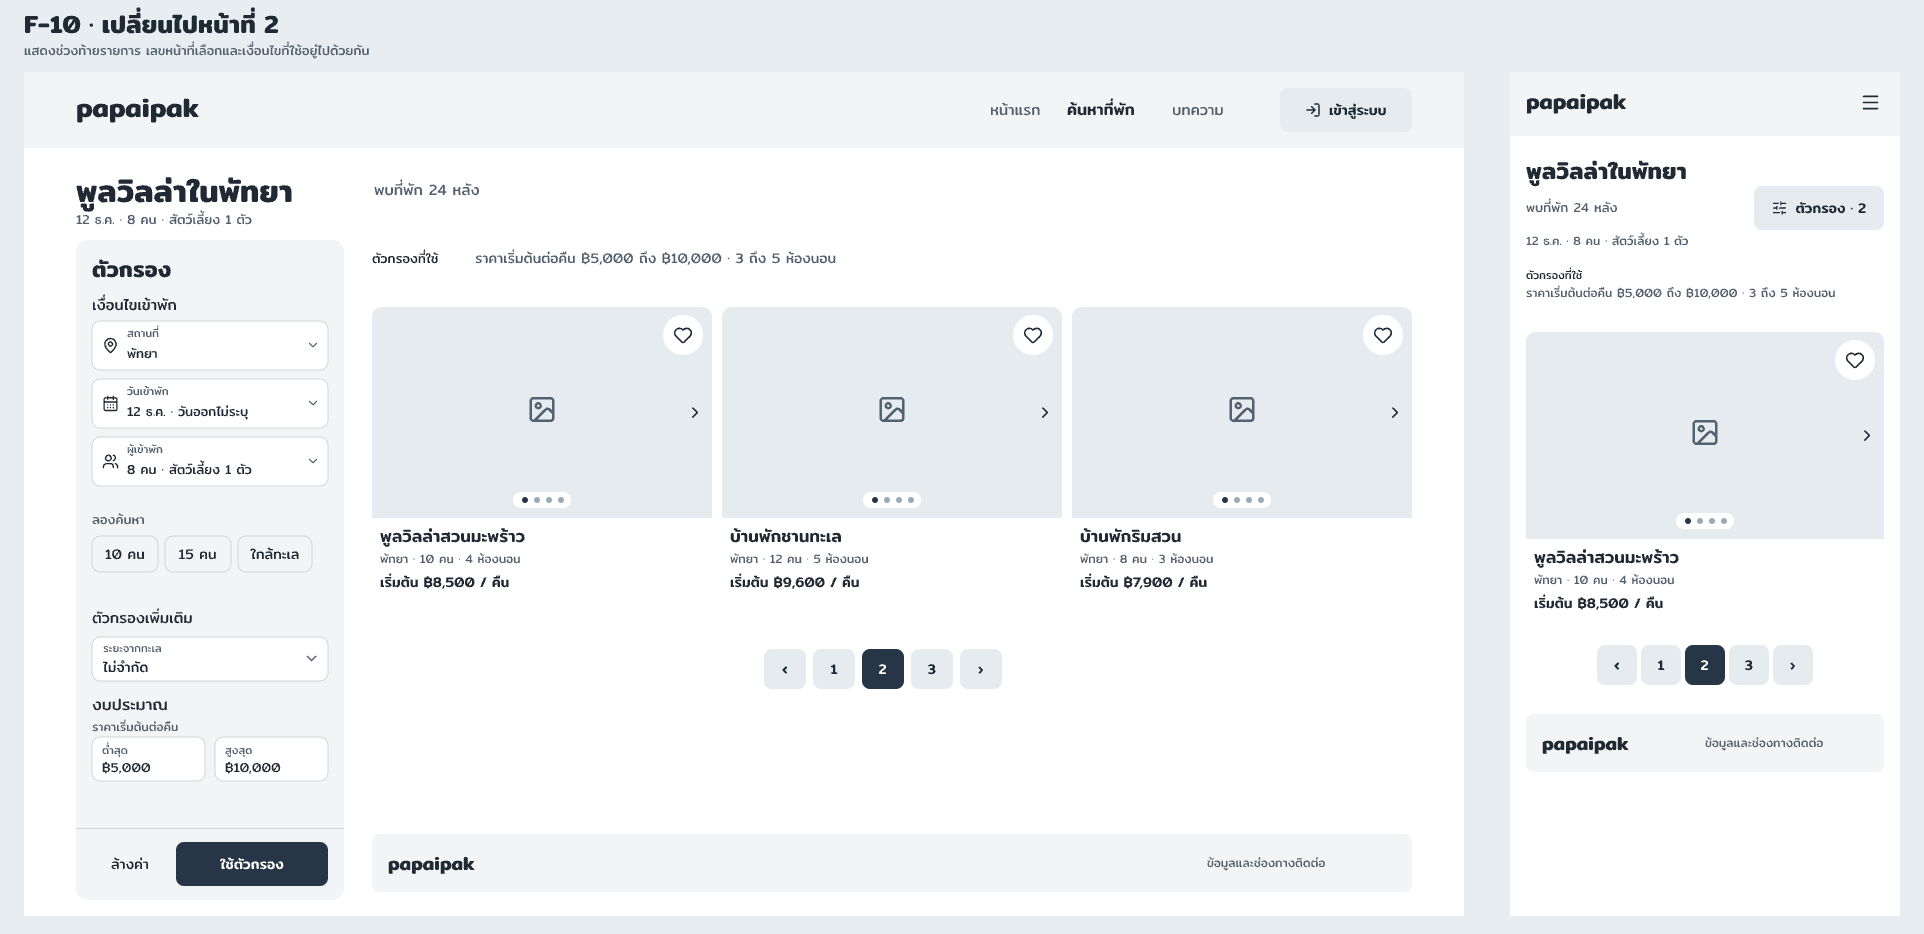 F-10 · เปลี่ยนไปหน้าที่ 2
แสดงช่วงท้ายรายการ เลขหน้าที่เลือกและเงื่อนไขที่ใช้อยู่ไปด้วยกัน
papaipak
หน้าแรก
ค้นหาที่พัก
บทความ
เข้าสู่ระบบ
พูลวิลล่าในพัทยา
12 ธ.ค. · 8 คน · สัตว์เลี้ยง 1 ตัว
พบที่พัก 24 หลัง
ตัวกรอง
เงื่อนไขเข้าพัก
สถานที่
พัทยา
วันเข้าพัก
12 ธ.ค. · วันออกไม่ระบุ
ผู้เข้าพัก
8 คน · สัตว์เลี้ยง 1 ตัว
ลองค้นหา
10 คน
15 คน
ใกล้ทะเล
ตัวกรองเพิ่มเติม
ระยะจากทะเล
ไม่จำกัด
งบประมาณ
ราคาเริ่มต้นต่อคืน
ต่ำสุด
฿5,000
สูงสุด
฿10,000
ล้างค่า
ใช้ตัวกรอง
ตัวกรองที่ใช้
ราคาเริ่มต้นต่อคืน ฿5,000 ถึง ฿10,000 · 3 ถึง 5 ห้องนอน
พูลวิลล่าสวนมะพร้าว
พัทยา · 10 คน · 4 ห้องนอน
เริ่มต้น ฿8,500 / คืน
บ้านพักชานทะเล
พัทยา · 12 คน · 5 ห้องนอน
เริ่มต้น ฿9,600 / คืน
บ้านพักริมสวน
พัทยา · 8 คน · 3 ห้องนอน
เริ่มต้น ฿7,900 / คืน
‹ 1 2 3 ›
papaipak
ข้อมูลและช่องทางติดต่อ
papaipak
พูลวิลล่าในพัทยา
พบที่พัก 24 หลัง
ตัวกรอง · 2
12 ธ.ค. · 8 คน · สัตว์เลี้ยง 1 ตัว
ตัวกรองที่ใช้
ราคาเริ่มต้นต่อคืน ฿5,000 ถึง ฿10,000 · 3 ถึง 5 ห้องนอน
พูลวิลล่าสวนมะพร้าว
พัทยา · 10 คน · 4 ห้องนอน
เริ่มต้น ฿8,500 / คืน
‹ 1 2 3 ›
papaipak
ข้อมูลและช่องทางติดต่อ